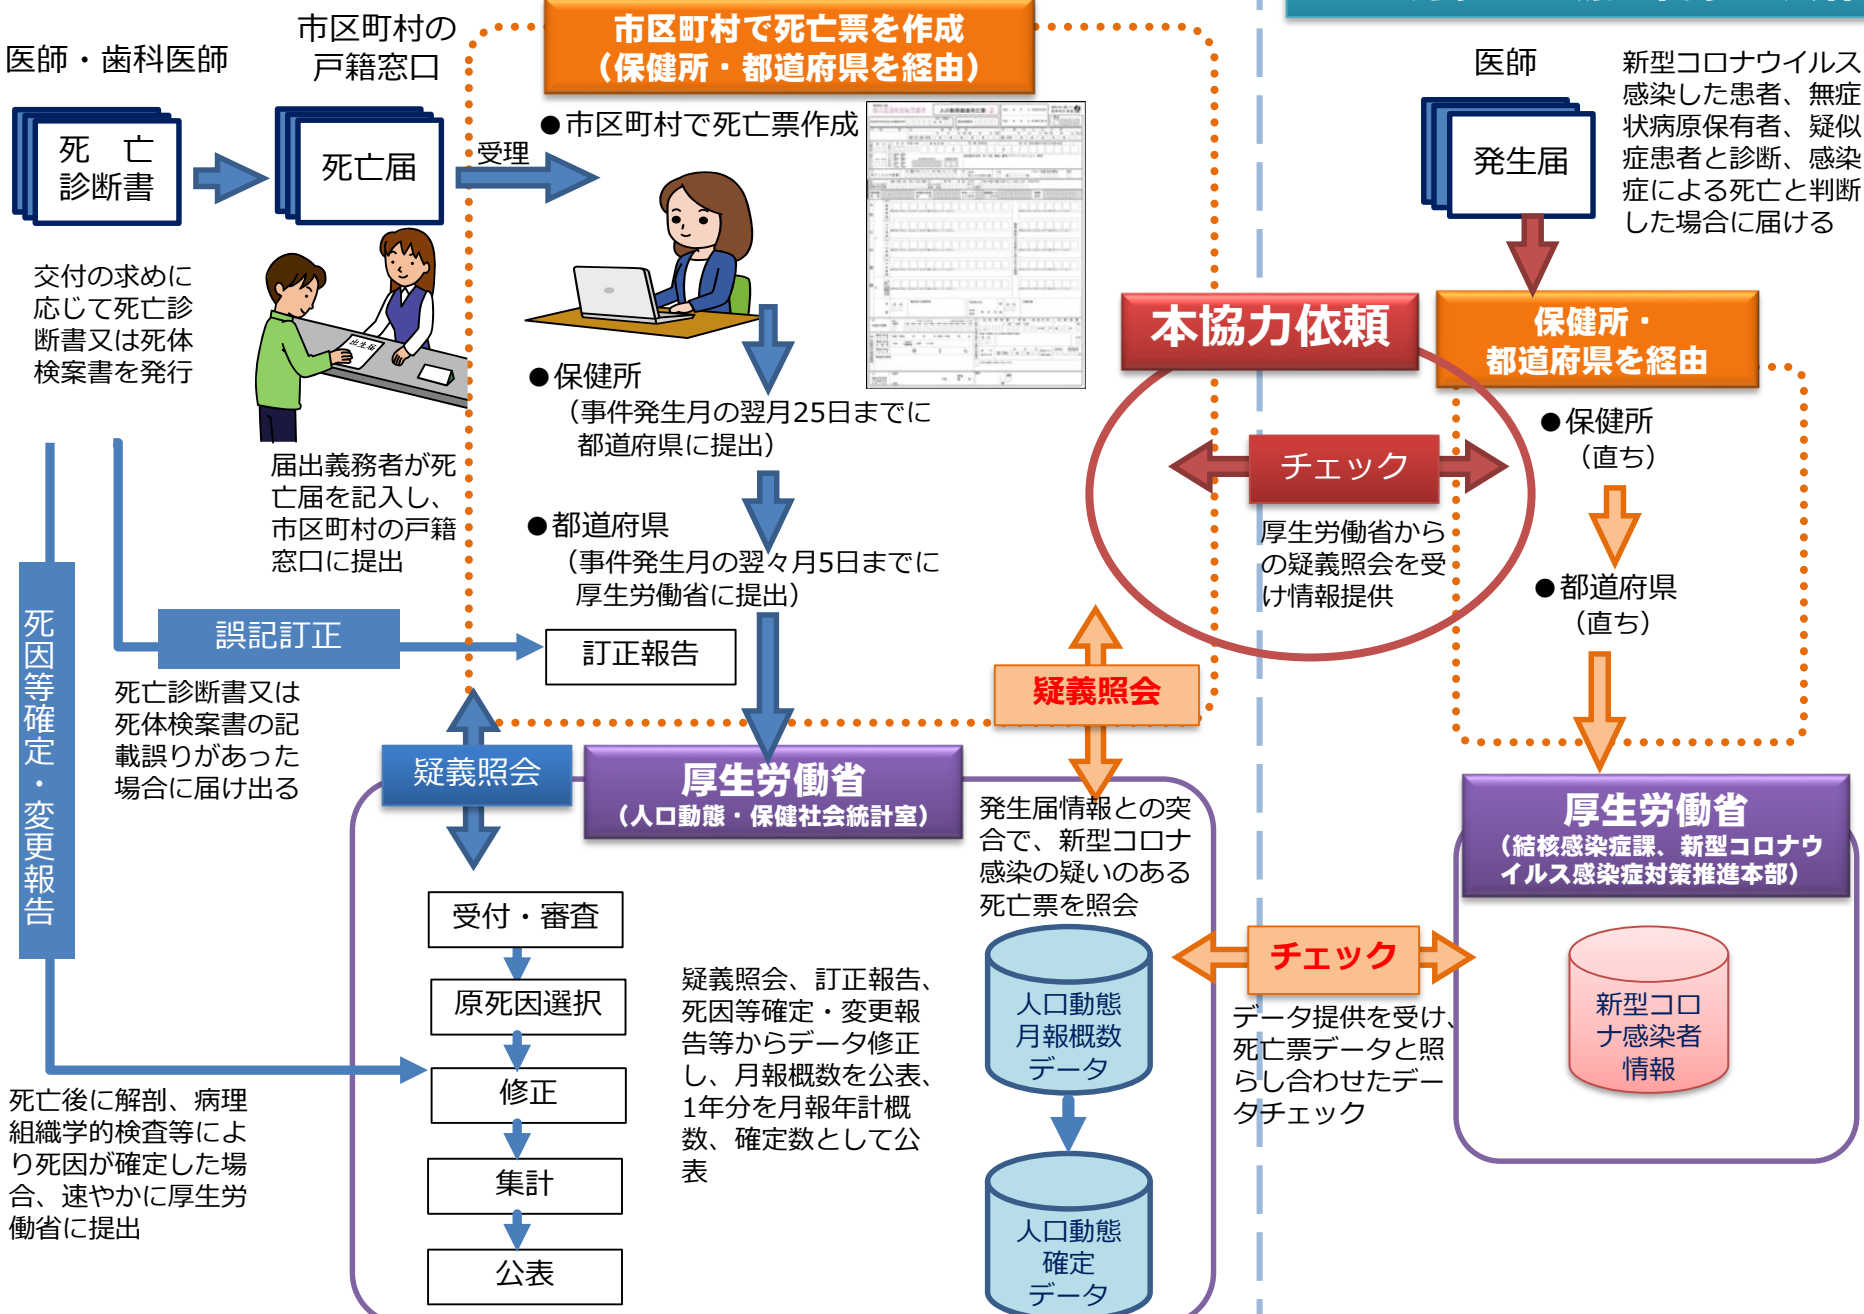 医師・歯科医師
死　亡
診断書
交付の求めに
応じて死亡診
断書又は死体
検案書を発行
市区町村の
戸籍窓口
死亡届
受理
出生届
届出義務者が死
亡届を記入し、
市区町村の戸籍
窓口に提出
市区町村で死亡票を作成
（保健所・都道府県を経由）
●市区町村で死亡票作成
●保健所
（事件発生月の翌月25日までに
都道府県に提出）
●都道府県
（事件発生月の翌々月5日までに
厚生労働省に提出）
訂正報告
誤記訂正
死亡診断書又は
死体検案書の記
載誤りがあった
場合に届け出る
死因等確定・変更報告
死亡後に解剖、病理
組織学的検査等によ
り死因が確定した場
合、速やかに厚生労
働省に提出
疑義照会
厚生労働省
（人口動態・保健社会統計室）
受付・審査
原死因選択
修正
集計
公表
疑義照会、訂正報告、
死因等確定・変更報
告等からデータ修正
し、月報概数を公表、
1年分を月報年計概
数、確定数として公
表
疑義照会
発生届情報との突
合で、新型コロナ
感染の疑いのある
死亡票を照会
人口動態
月報概数
データ
人口動態
確定
データ
本協力依頼
チェック
厚生労働省から
の疑義照会を受
け情報提供
チェック
データ提供を受け、
死亡票データと照
らし合わせたデー
タチェック
医師
発生届
新型コロナウイルス
感染した患者、無症
状病原保有者、疑似
症患者と診断、感染
症による死亡と判断
した場合に届ける
保健所・
都道府県を経由
●保健所
（直ち）
●都道府県
（直ち）
厚生労働省
（結核感染症課、新型コロナウ
イルス感染症対策推進本部）
新型コロ
ナ感染者
情報